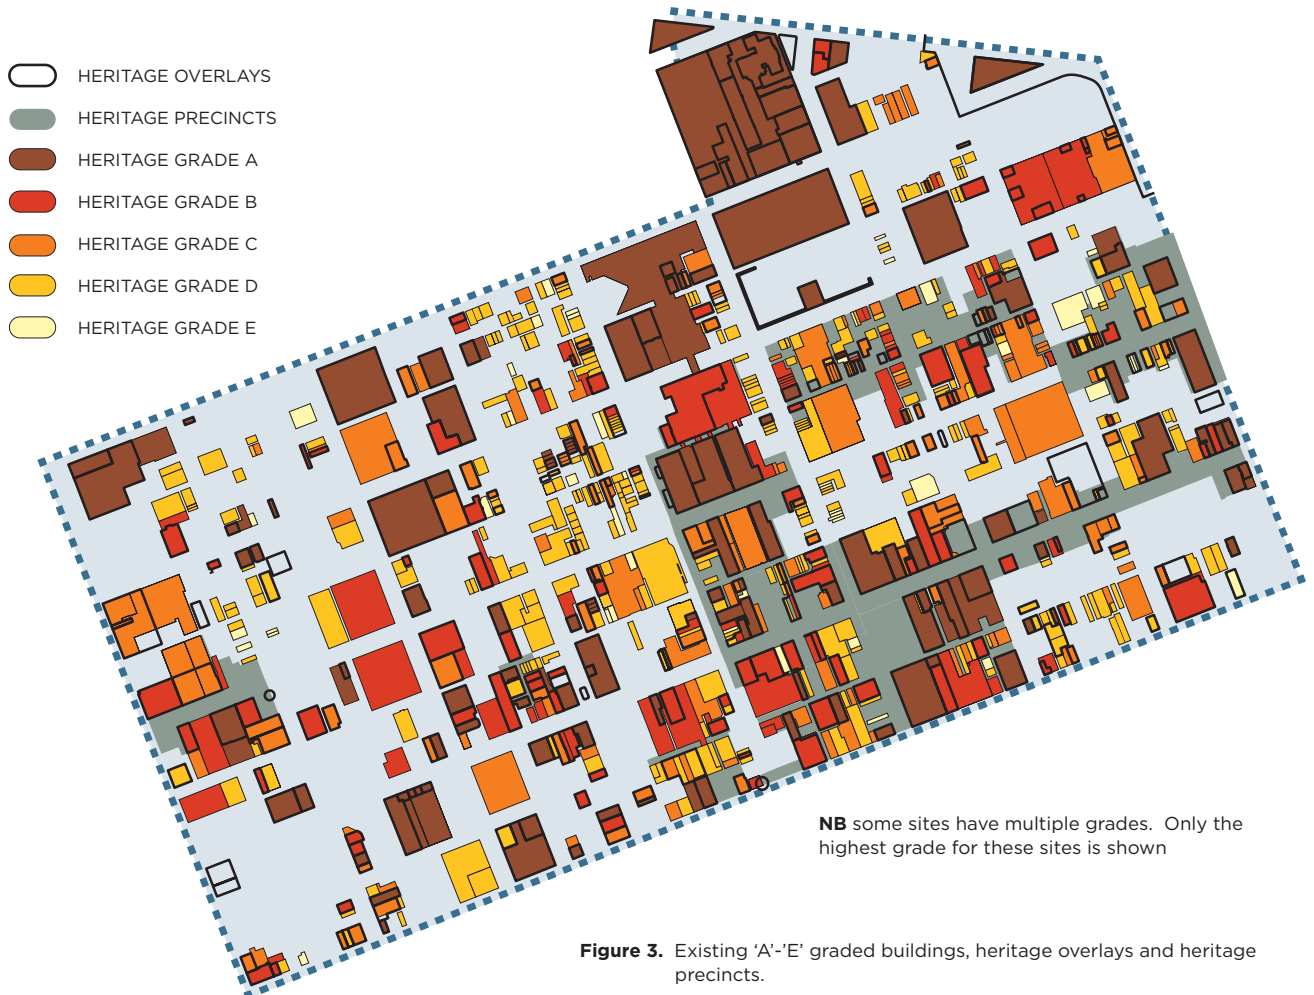 HERITAGE OVERLAYS
HERITAGE PRECINCTS
HERITAGE GRADE A
HERITAGE GRADE B
HERITAGE GRADE C
HERITAGE GRADE D
HERITAGE GRADE E
NB some sites have multiple grades.  Only the
highest grade for these sites is shown
Figure 3.  Existing ‘A’-’E’ graded buildings, heritage overlays and heritage
precincts.